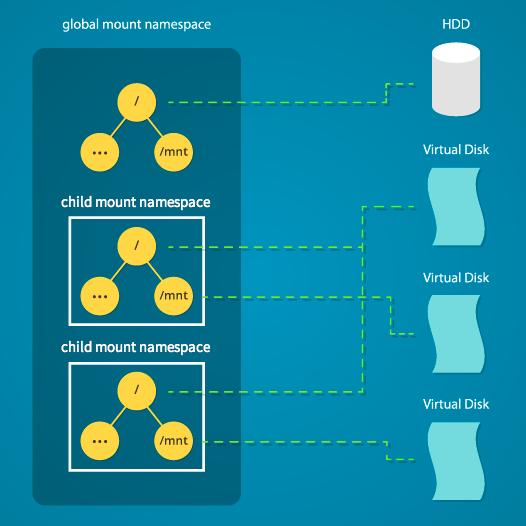 global mount namespace
HDD
/
...
/mnt
Virtual Disk
child mount namespace
/
...
/mnt
Virtual Disk
child mount namespace
/
...
/mnt
Virtual Disk